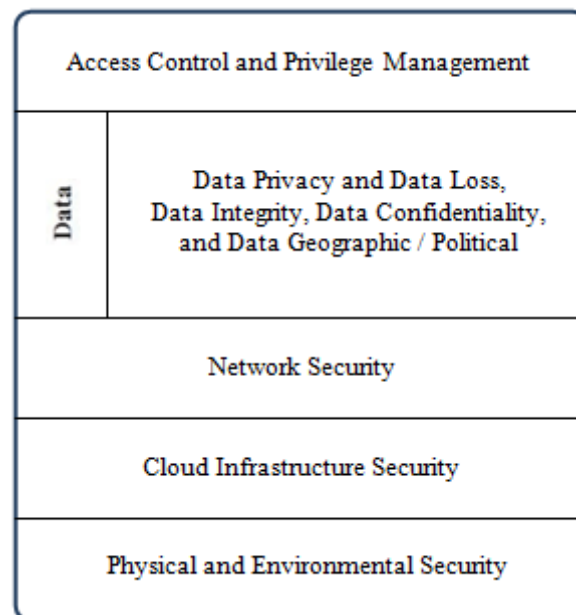 Access Control and Privilege Management
Data
Data Privacy and Data Loss,
Data Integrity, Data Confidentiality,
and Data Geographic / Political
Network Security
Cloud Infrastructure Security
Physical and Environmental Security